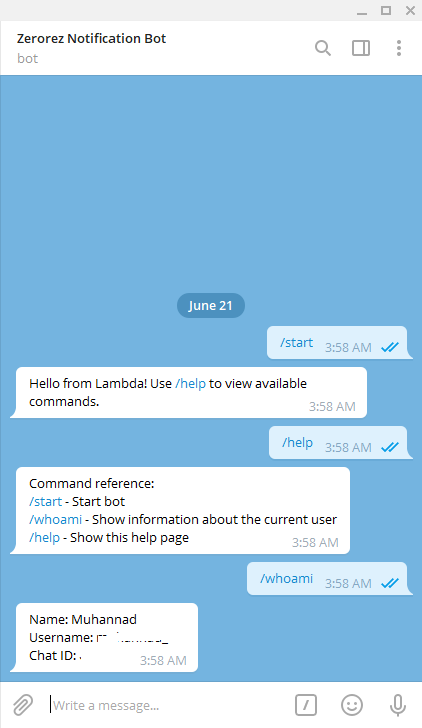 Zerorez Notification Bot
bot
June 21
/start 3:58 AM
Hello from Lambda! Use /help to view available
commands.
3:58 AM
/help 3:58 AM
Command reference:
/start - Start bot
/whoami - Show information about the current user
/help - Show this help page
3:58 AM
/whoami 3:58 AM
Name: Muhannad
Username:
Chat ID:
3:58 AM
Write a message...